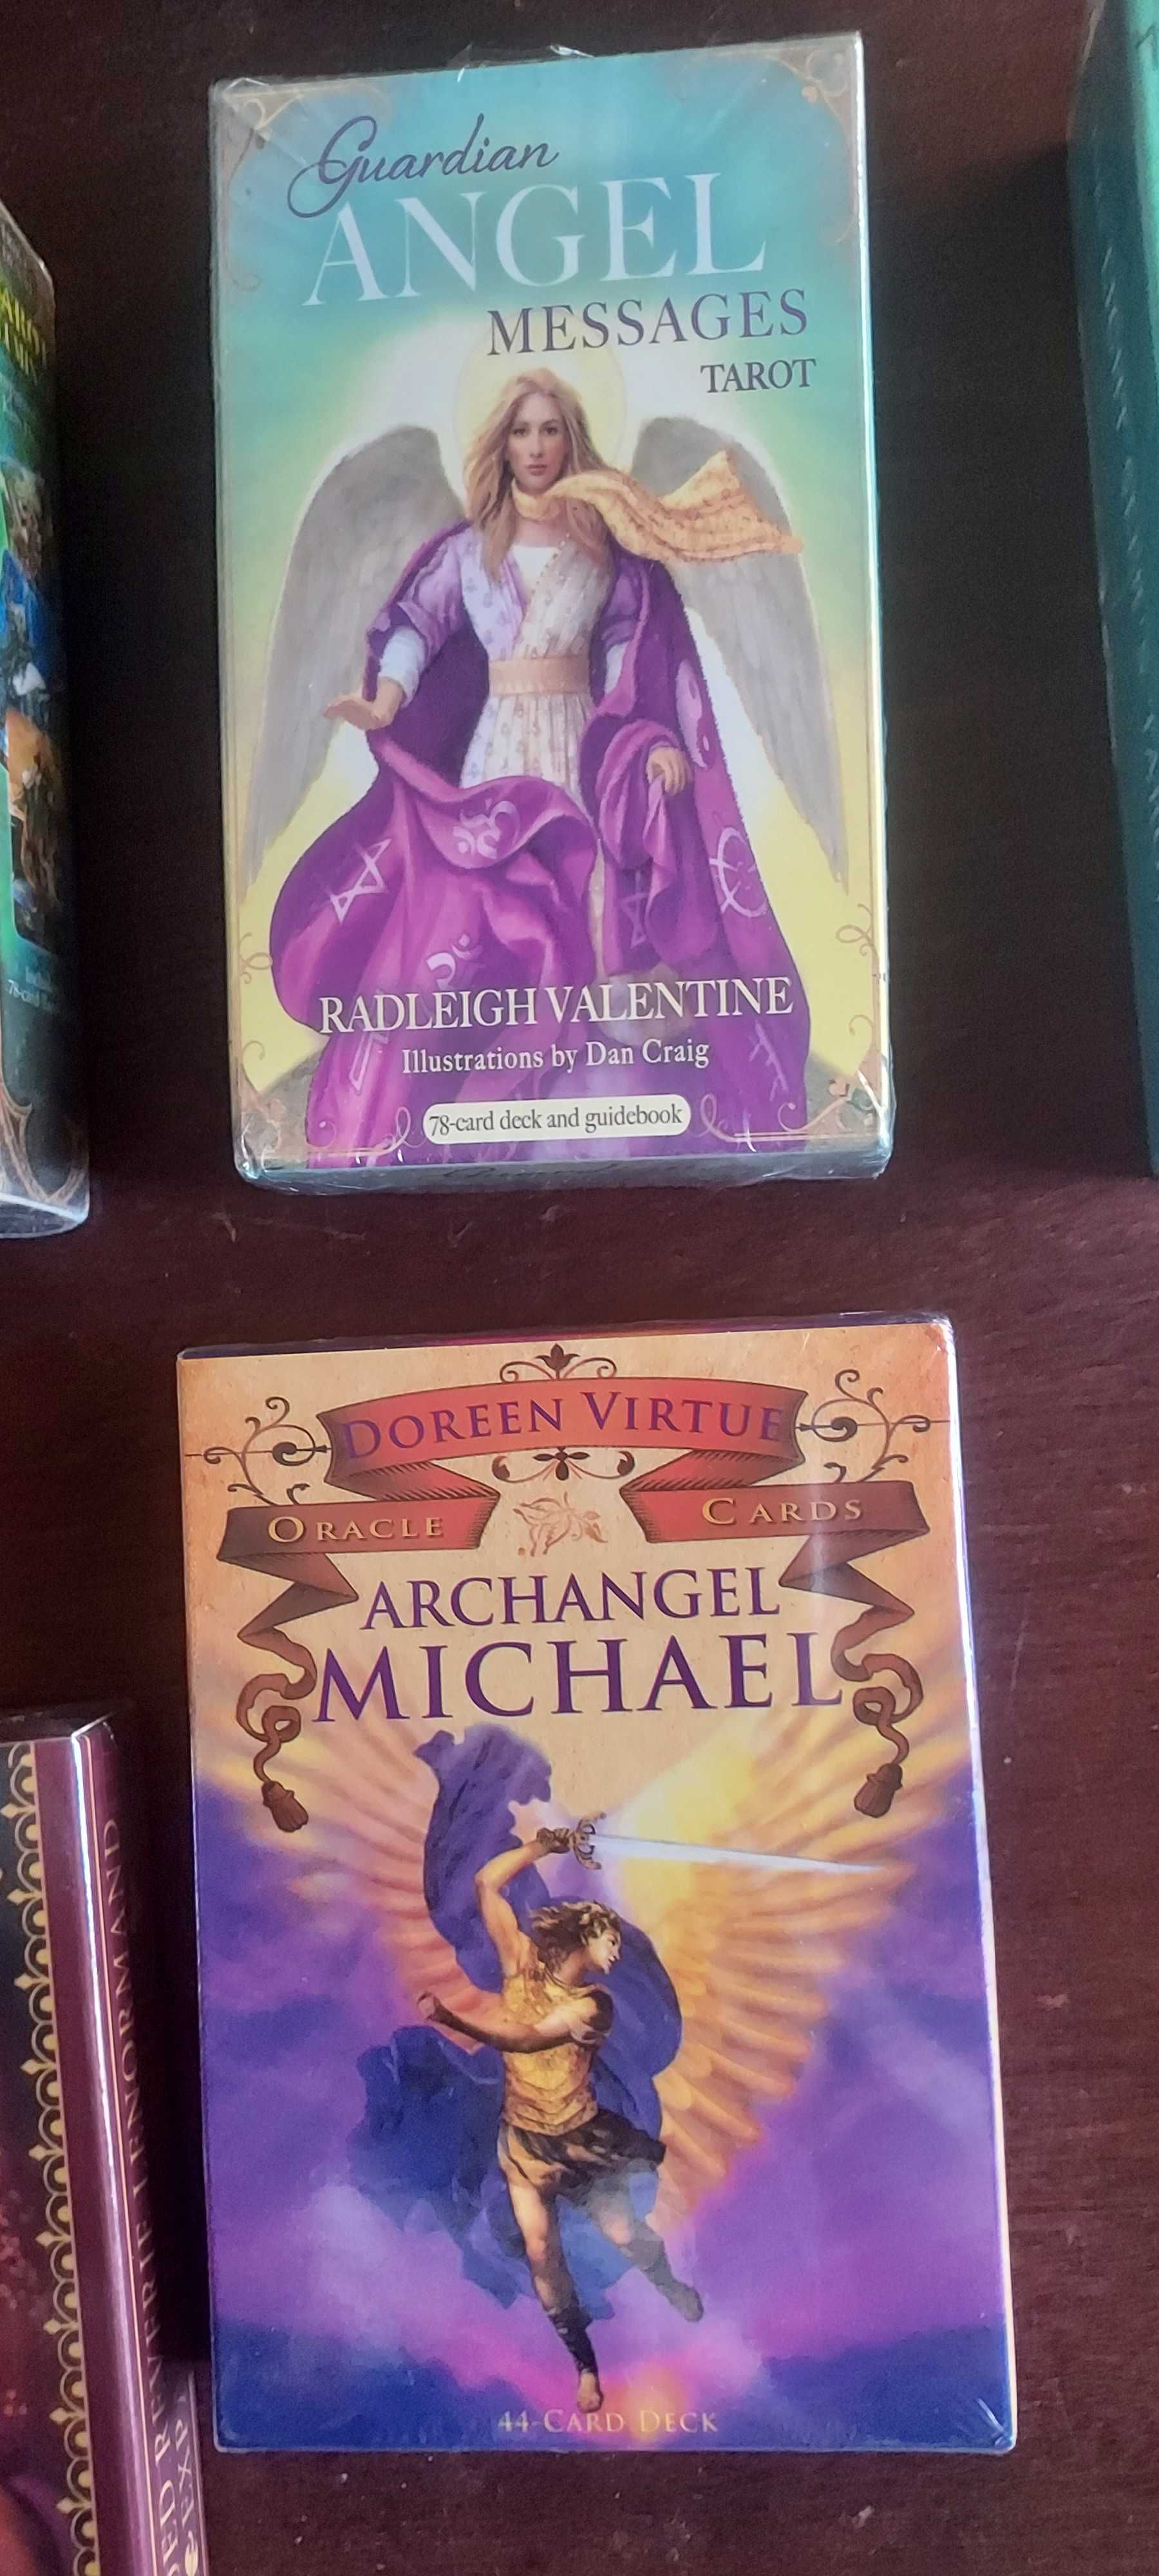 Guardian
ANGEL
MESSAGES
TAROT
RADLEIGH VALENTINE
Illustrations by Dan Craig
78-card deck and guidebook
DOREEN VIRTUE
ORACLE CARDS
ARCHANGEL
MICHAEL
44-CARD DECK
LENORMAND